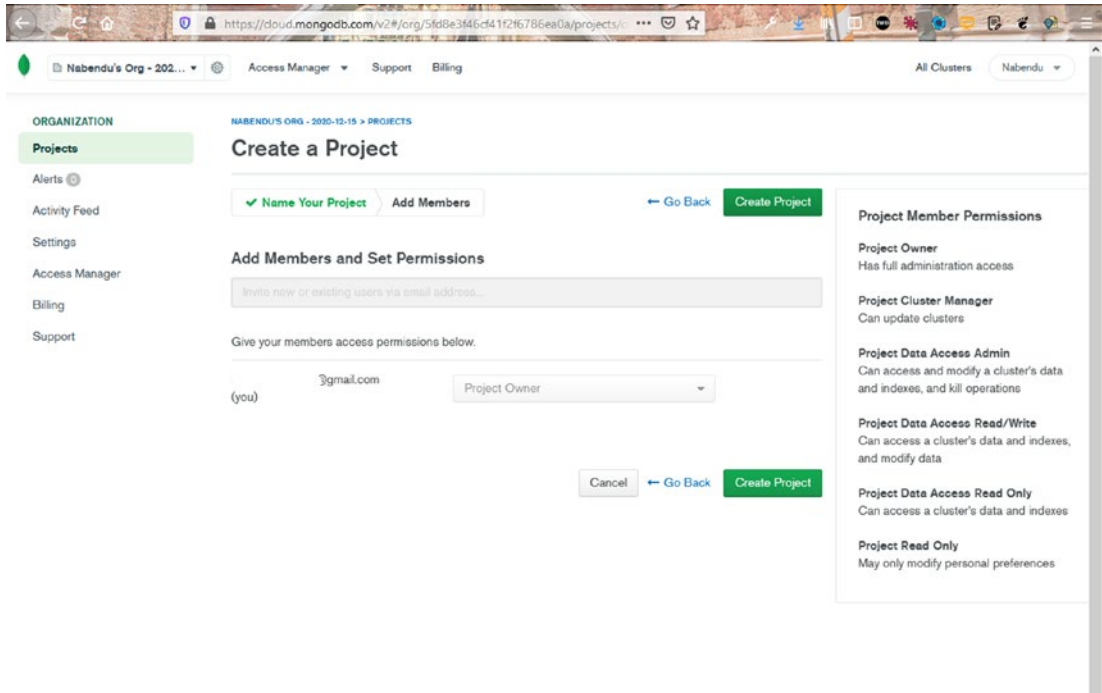 https://cloud.mongodb.com/v2#/org/5fd8e3f46cf41f2f6786ea0a/projects/c
Nabendu's Org - 202...
Access Manager
Support
Billing
All Clusters
Nabendu
ORGANIZATION
Projects
Alerts 0
Activity Feed
Settings
Access Manager
Billing
Support
NABENDU'S ORG - 2020-12-15 > PROJECTS
Create a Project
Name Your Project
Add Members
← Go Back
Create Project
Add Members and Set Permissions
Invite new or existing users via email address...
Give your members access permissions below.
@gmail.com
(you)
Project Owner
Cancel
← Go Back
Create Project
Project Member Permissions
Project Owner
Has full administration access
Project Cluster Manager
Can update clusters
Project Data Access Admin
Can access and modify a cluster's data
and indexes, and kill operations
Project Data Access Read/Write
Can access a cluster's data and indexes,
and modify data
Project Data Access Read Only
Can access a cluster's data and indexes
Project Read Only
May only modify personal preferences